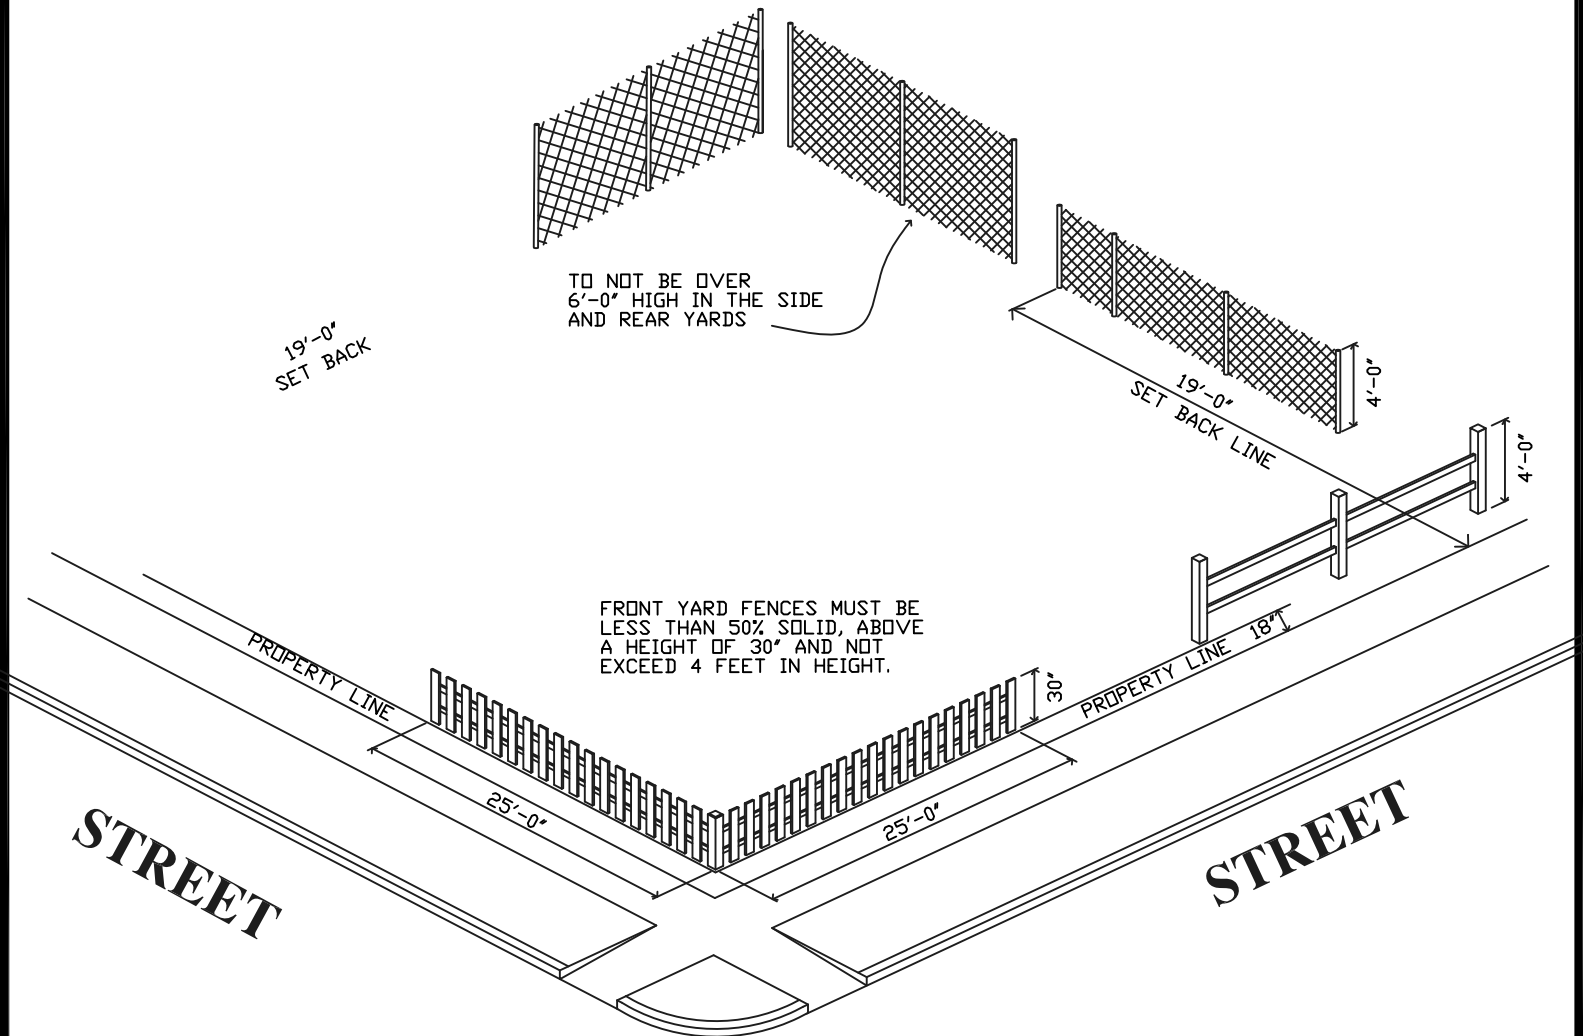 TO NOT BE OVER
6'-0" HIGH IN THE SIDE
AND REAR YARDS
19'-0"
SET BACK
19'-0"
SET BACK LINE
4'-0"
4'-0"
FRONT YARD FENCES MUST BE
LESS THAN 50% SOLID, ABOVE
A HEIGHT OF 30" AND NOT
EXCEED 4 FEET IN HEIGHT.
PROPERTY LINE
30"
PROPERTY LINE
18"
25'-0"
25'-0"
STREET
STREET